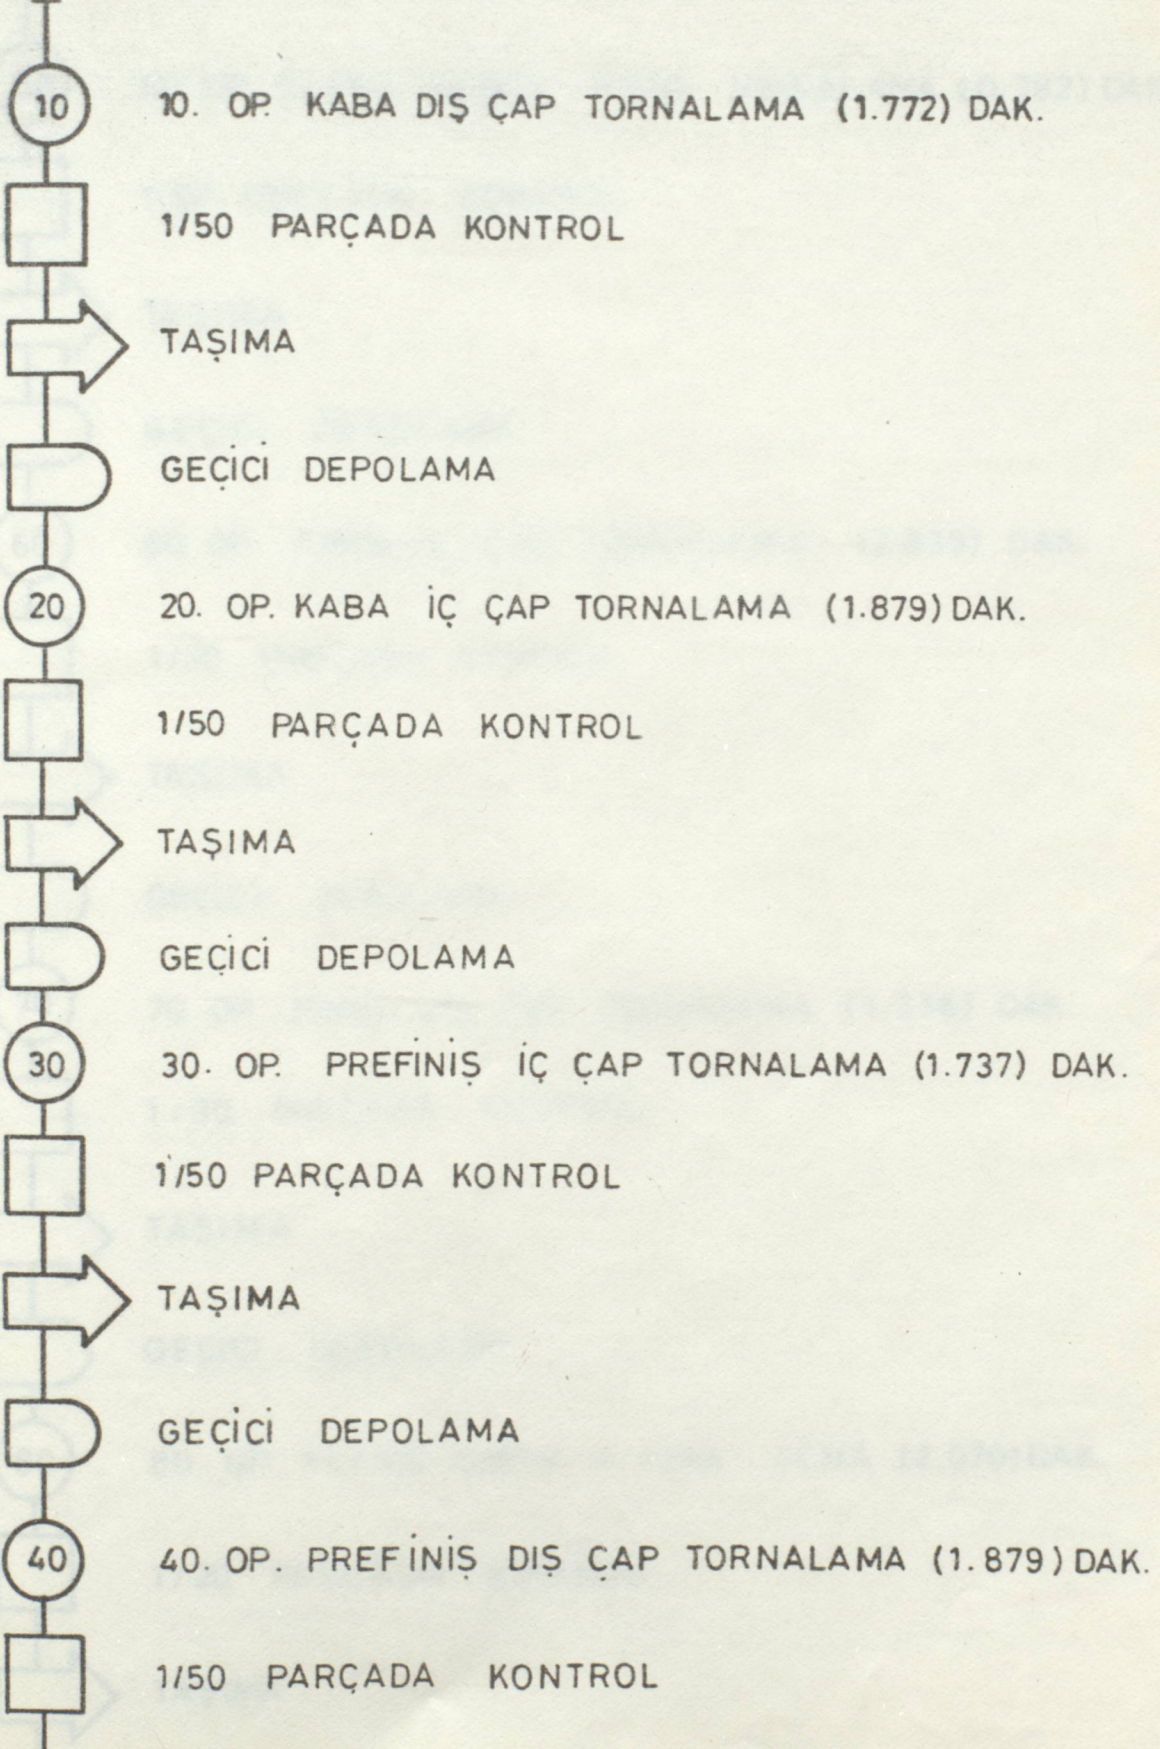 10 10. OP. KABA DIŞ ÇAP TORNALAMA (1.772) DAK.
1/50 PARÇADA KONTROL
TAŞIMA
GEÇİCİ DEPOLAMA
20 20. OP. KABA İÇ ÇAP TORNALAMA (1.879) DAK.
1/50 PARÇADA KONTROL
TAŞIMA
GEÇİCİ DEPOLAMA
30 30. OP. PREFİNİŞ İÇ ÇAP TORNALAMA (1.737) DAK.
1/50 PARÇADA KONTROL
TAŞIMA
GEÇİCİ DEPOLAMA
40 40. OP. PREFİNİŞ DIŞ ÇAP TORNALAMA (1.879) DAK.
1/50 PARÇADA KONTROL